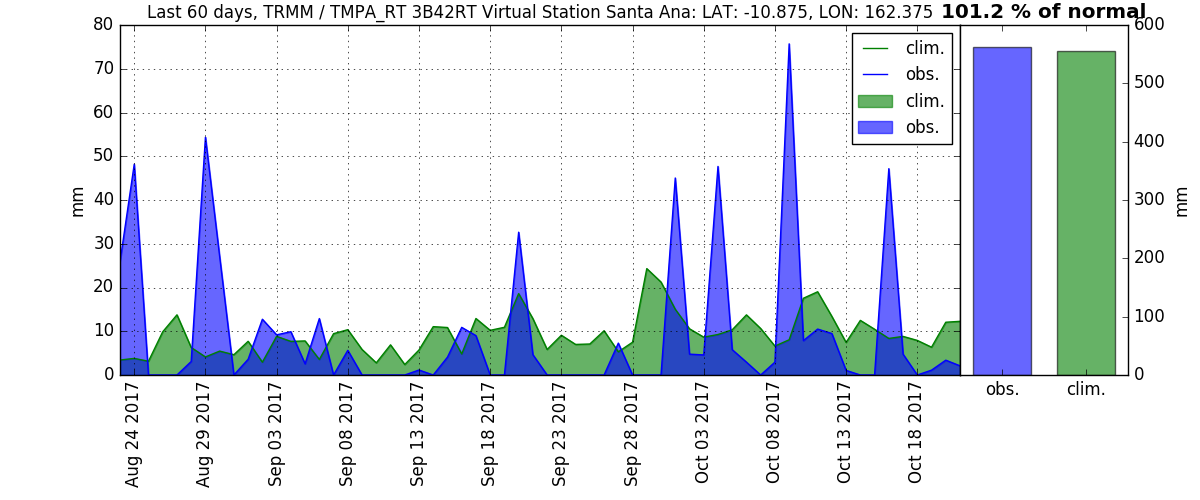 Last 60 days, TRMM / TMPA_RT 3B42RT Virtual Station Santa Ana: LAT: -10.875, LON: 162.375 101.2 % of normal
80
70
60
50
40
30
20
10
0
mm
clim.
obs.
clim.
obs.
600
500
400
300
200
100
0
mm
obs.
clim.
Aug 24 2017
Aug 29 2017
Sep 03 2017
Sep 08 2017
Sep 13 2017
Sep 18 2017
Sep 23 2017
Sep 28 2017
Oct 03 2017
Oct 08 2017
Oct 13 2017
Oct 18 2017